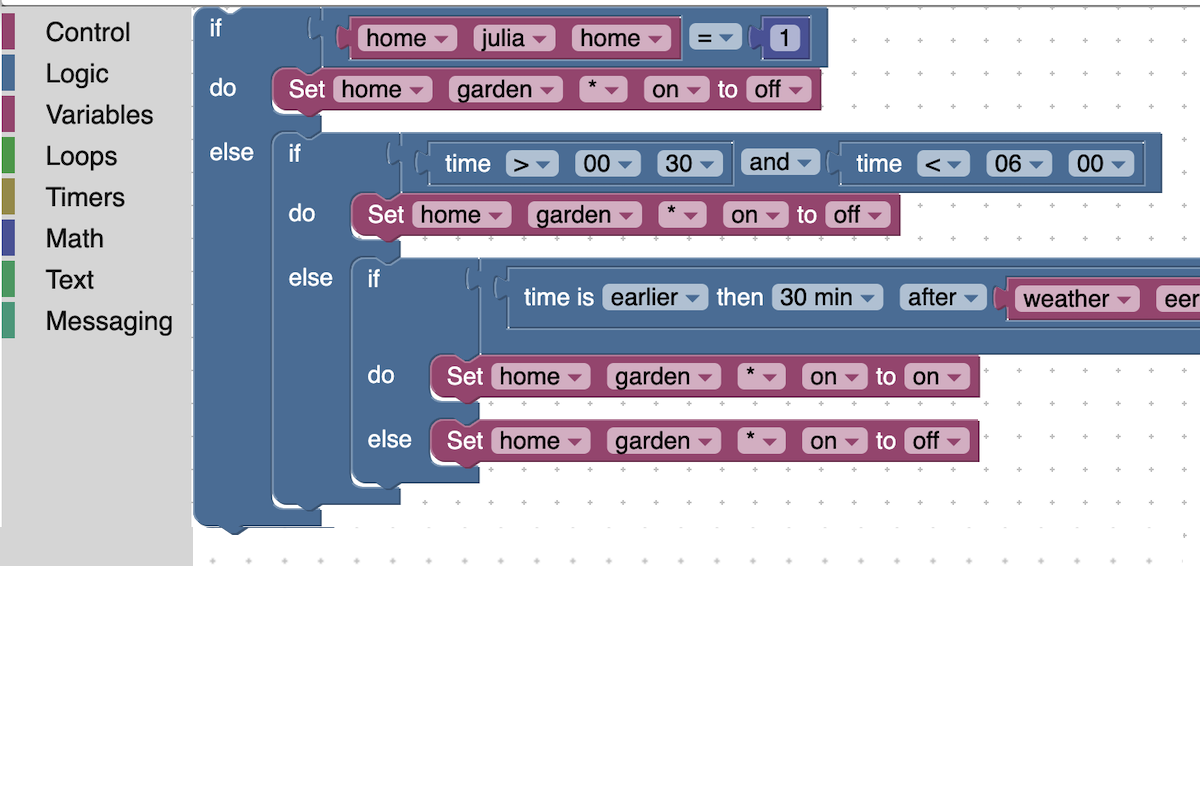 Control
Logic
Variables
Loops
Timers
Math
Text
Messaging
if home julia home = 1
do Set home garden * on to off
else if time > 00 30 and time < 06 00
do Set home garden * on to off
else if time is earlier then 30 min after weather eer
do Set home garden * on to on
else Set home garden * on to off